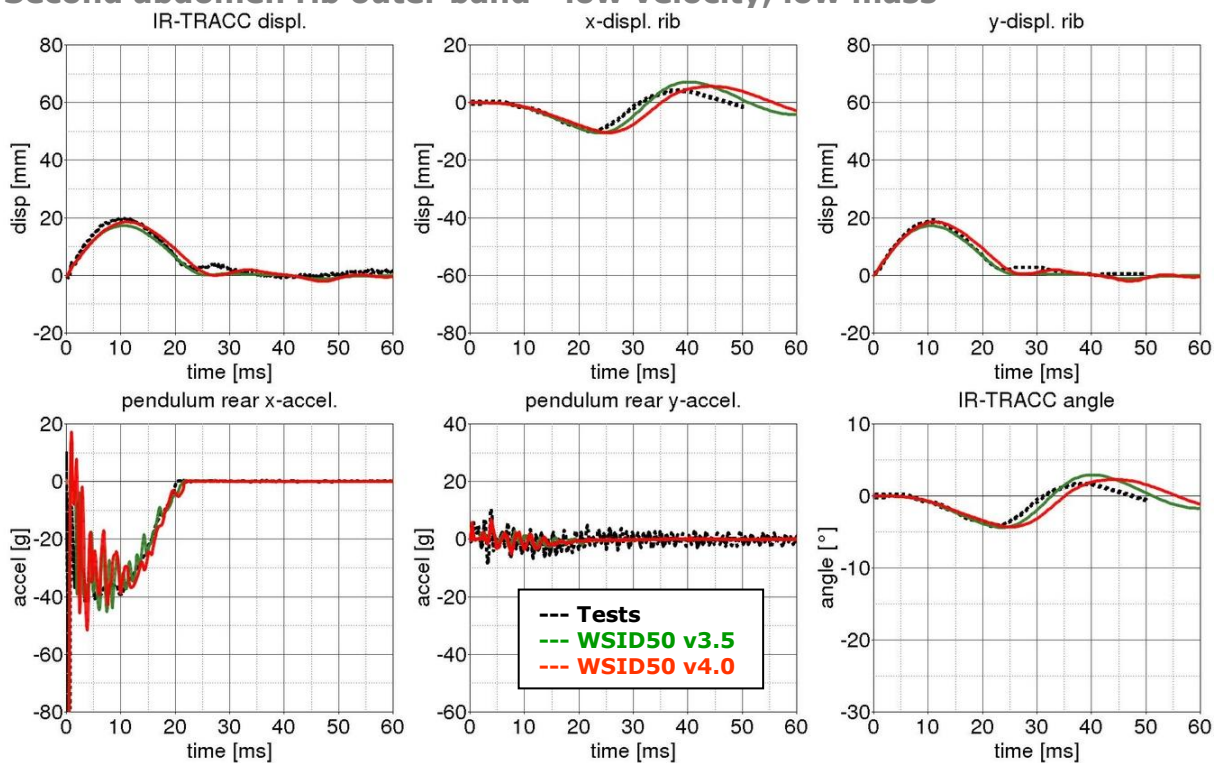 Second abdomen rib outer band - low velocity, low mass
IR-TRACC displ.
disp [mm]
80
60
40
20
0
-20
0 10 20 30 40 50 60
time [ms]
x-displ. rib
disp [mm]
20
0
-20
-40
-60
-80
0 10 20 30 40 50 60
time [ms]
y-displ. rib
disp [mm]
80
60
40
20
0
-20
0 10 20 30 40 50 60
time [ms]
pendulum rear x-accel.
accel [g]
20
0
-20
-40
-60
-80
0 10 20 30 40 50 60
time [ms]
pendulum rear y-accel.
accel [g]
40
20
0
-20
-40
-60
0 10 20 30 40 50 60
time [ms]
--- Tests
--- WSID50 v3.5
--- WSID50 v4.0
IR-TRACC angle
angle [°]
10
0
-10
-20
-30
0 10 20 30 40 50 60
time [ms]